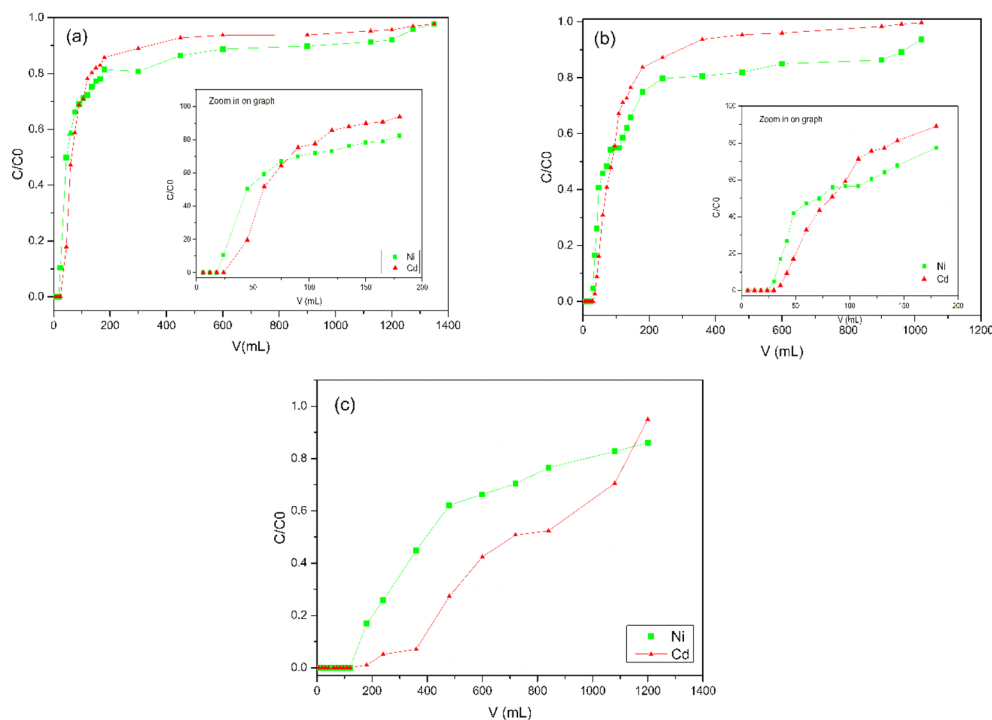 (a)
C/C0
1.0
0.8
0.6
0.4
0.2
0.0
0 200 400 600 800 1000 1200 1400
V(mL)
Zoom in on graph
C/C0
100
80
60
40
20
0
0 50 100 150 200
V (mL)
Ni
Cd
(b)
C/C0
1.0
0.8
0.6
0.4
0.2
0.0
0 200 400 600 800 1000 1200
V (mL)
Zoom in on graph
C/C0
100
80
60
40
20
0
0 50 100 150 200
V (mL)
Ni
Cd
(c)
C/C0
1.0
0.8
0.6
0.4
0.2
0.0
0 200 400 600 800 1000 1200 1400
V (mL)
Ni
Cd